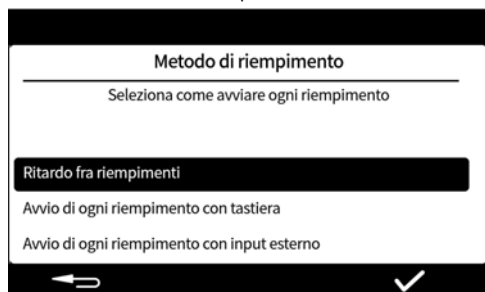 Metodo di riempimento
Seleziona come avviare ogni riempimento
Ritardo fra riempimenti
Avvio di ogni riempimento con tastiera
Avvio di ogni riempimento con input esterno